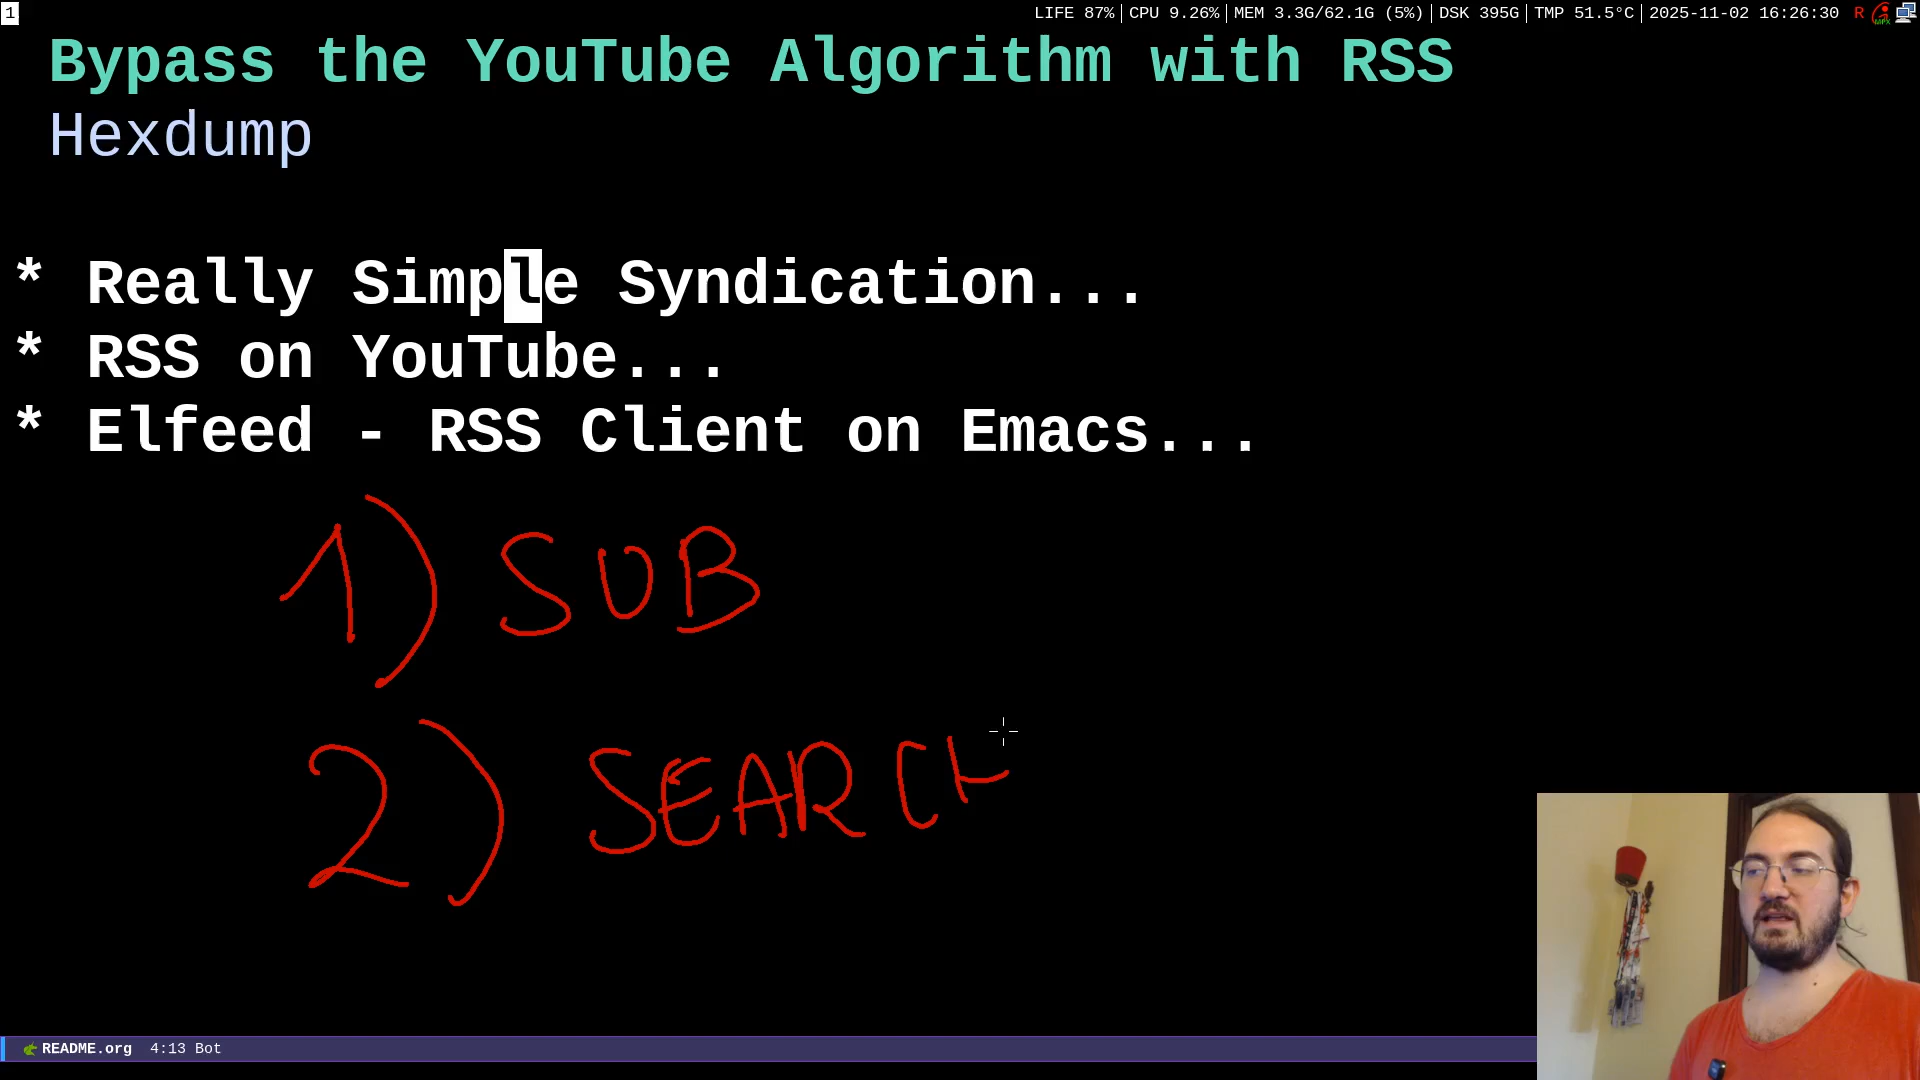 1 LIFE 87% | CPU 9.26% | MEM 3.3G/62.1G (5%) | DSK 395G | TMP 51.5°C | 2025-11-02 16:26:30 R
Bypass the YouTube Algorithm with RSS
Hexdump
* Really Simple Syndication...
* RSS on YouTube...
* Elfeed - RSS Client on Emacs...
1) SUB
2) SEARCH
README.org 4:13 Bot